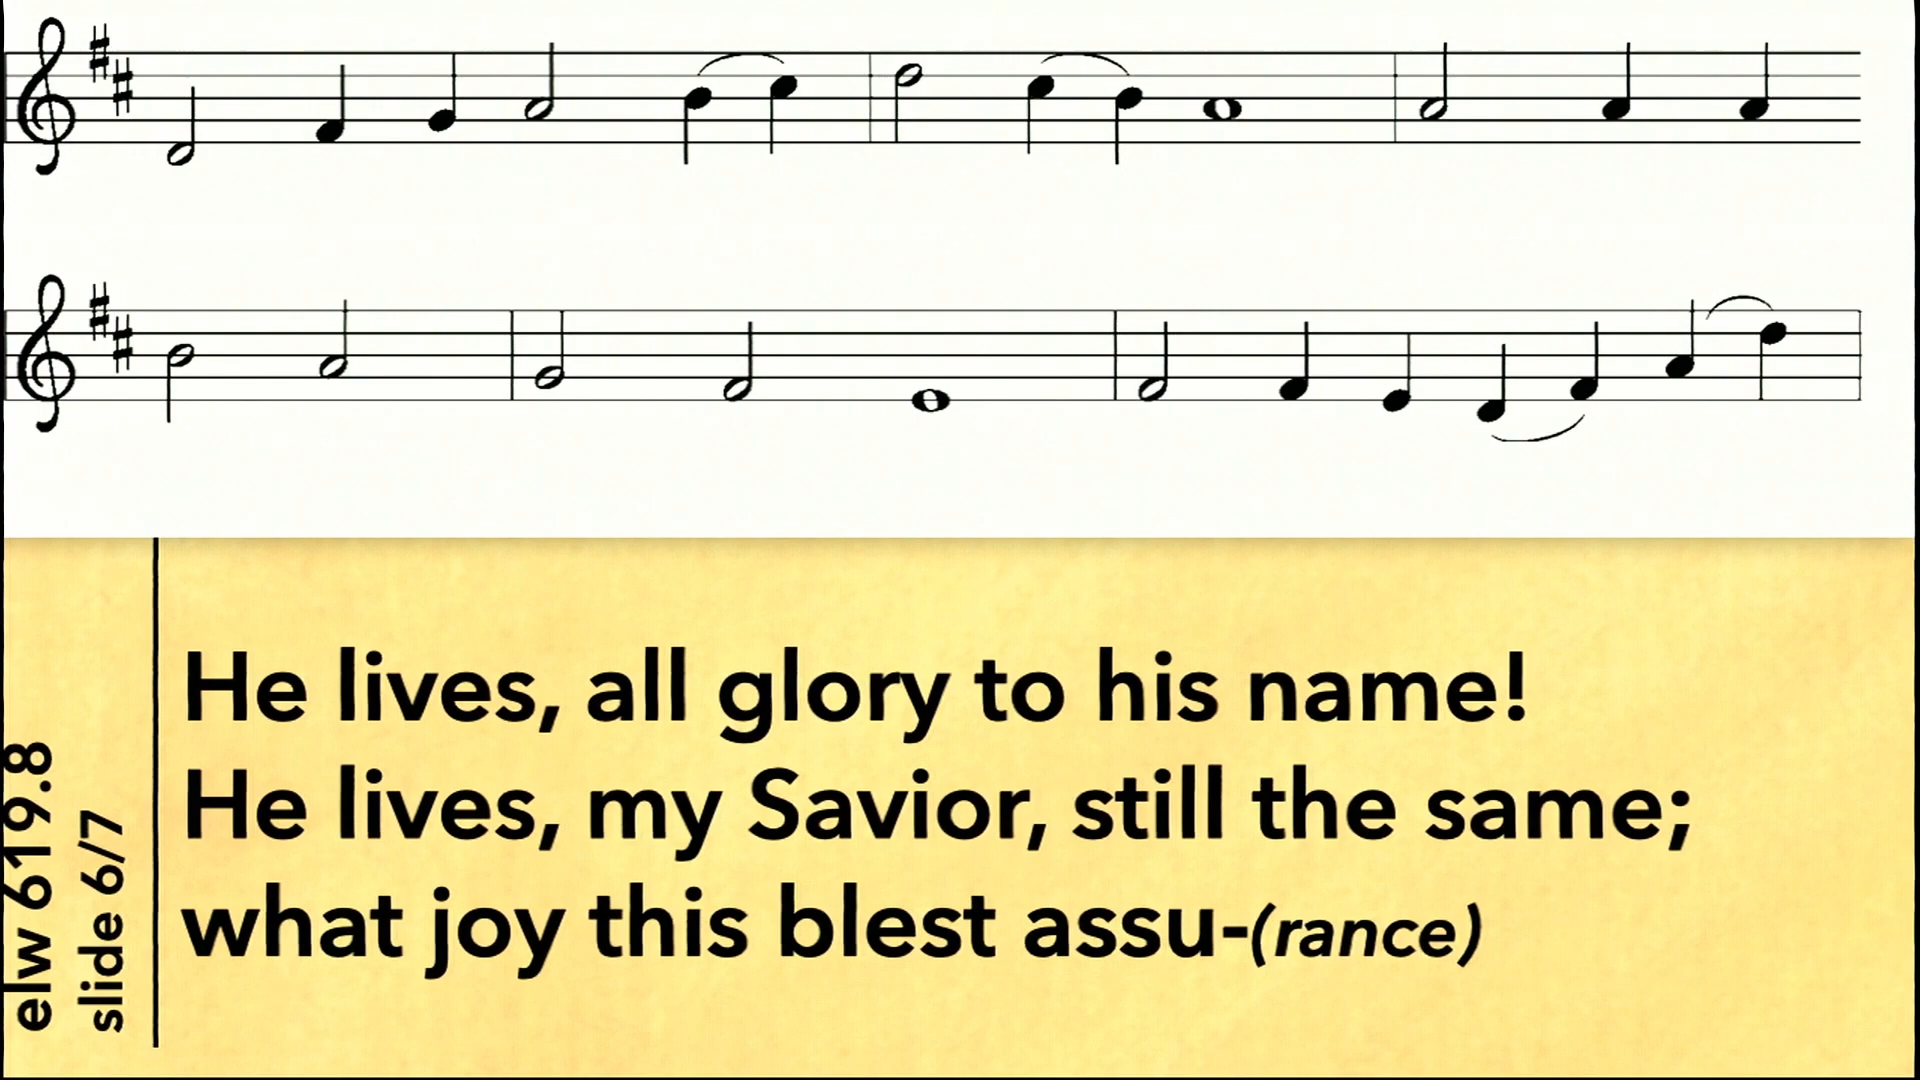 He lives, all glory to his name!
He lives, my Savior, still the same;
what joy this blest assu-(rance)
elw 619.8
slide 6/7